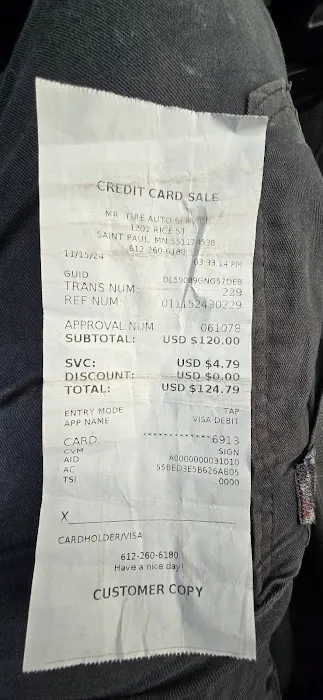 CREDIT CARD SALE
MR. TIRE AUTO SERVICE
1201 RICE ST
SAINT PAUL, MN 551174538
612-260-6180
11/15/24 03:33:14 PM
GUID DL59089GNG57DEB
TRANS NUM: 229
REF NUM: 011152430229
APPROVAL NUM 061078
SUBTOTAL: USD $120.00
SVC: USD $4.79
DISCOUNT: USD $0.00
TOTAL: USD $124.79
ENTRY MODE TAP
APP NAME VISA DEBIT
CARD: ************6913
CVM SIGN
AID A0000000031010
AC 558ED3E5B626AB05
TSI 0000
X
CARDHOLDER/VISA
612-260-6180
Have a nice day!
CUSTOMER COPY